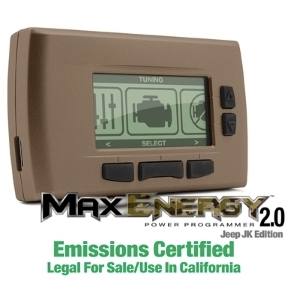 TUNING
< SELECT >
MAXENERGY 2.0
POWER PROGRAMMER
Jeep JK Edition
Emissions Certified
Legal For Sale/Use In California